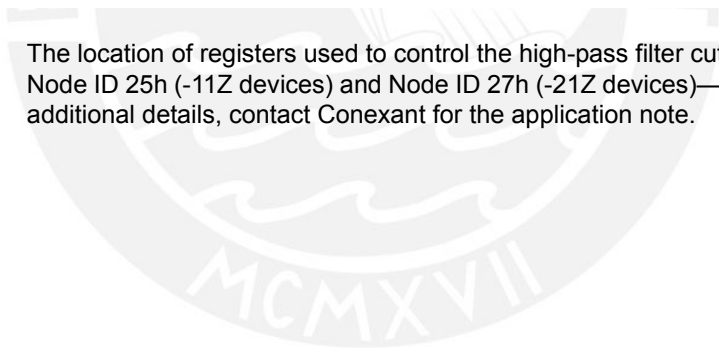 The location of registers used to control the high-pass filter
Node ID 25h (-11Z devices) and Node ID 27h (-21Z devices)—
additional details, contact Conexant for the application note.
MCMXVII